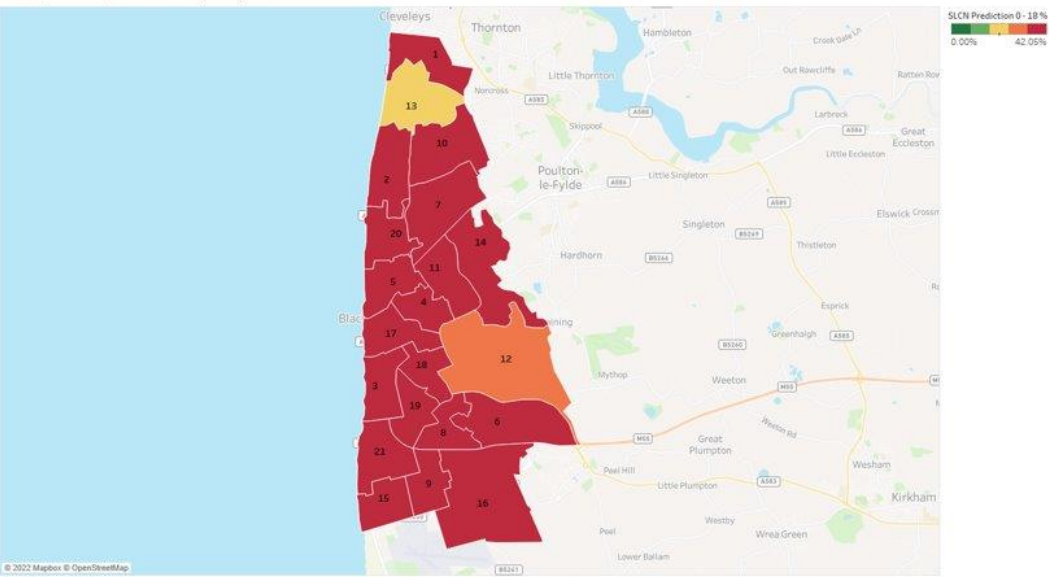 Cleveleys
Thornton
Hambleton
Crook Gate Ln
Out Rawcliffe
Ratten Row
Little Thornton
Norcross
A585
A588
Larbreck
A586
Great
Eccleston
Skippool
Little Eccleston
Poulton-
le-Fylde
A586
Little Singleton
A585
Elswick
Singleton
B5269
Thistleton
Hardhorn
B5266
Esprick
Greenhalgh
A585
B5260
Mythop
Weeton
M55
Weeton Rd
M55
Great
Plumpton
Peel Hill
Little Plumpton
A583
Wesham
Kirkham
Peel
Westby
Wrea Green
Lower Ballam
B5261
1
13
10
2
7
20
14
11
5
4
17
12
18
3
19
6
8
21
9
15
16
SLCN Prediction 0 - 18 %
0.00%
42.05%
© 2022 Mapbox © OpenStreetMap